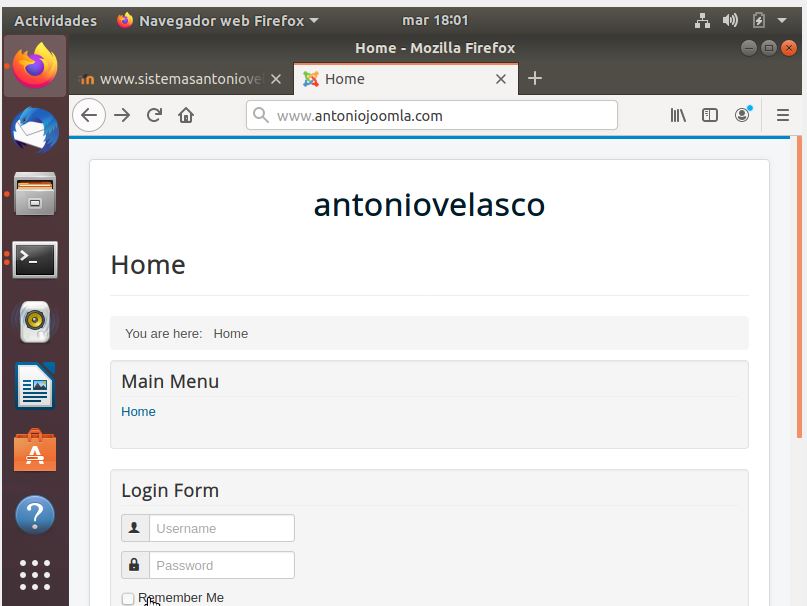 Actividades Navegador web Firefox mar 18:01
Home - Mozilla Firefox
www.sistemasantoniove Home
www.antoniojoomla.com
antoniovelasco
Home
You are here: Home
Main Menu
Home
Login Form
Username
Password
Remember Me